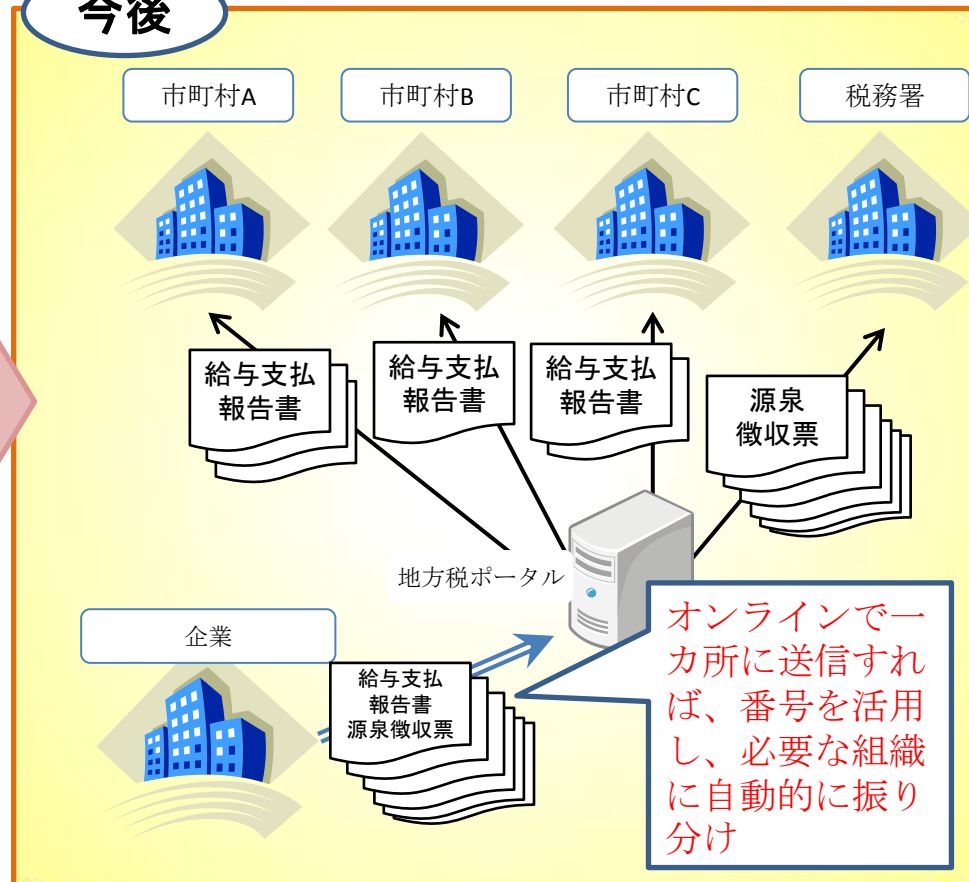 今後
市町村A
市町村B
市町村C
税務署
給与支払
報告書
給与支払
報告書
給与支払
報告書
源泉
徴収票
地方税ポータル
企業
給与支払
報告書
源泉徴収票
オンラインで一
カ所に送信すれ
ば、番号を活用
し、必要な組織
に自動的に振り
分け